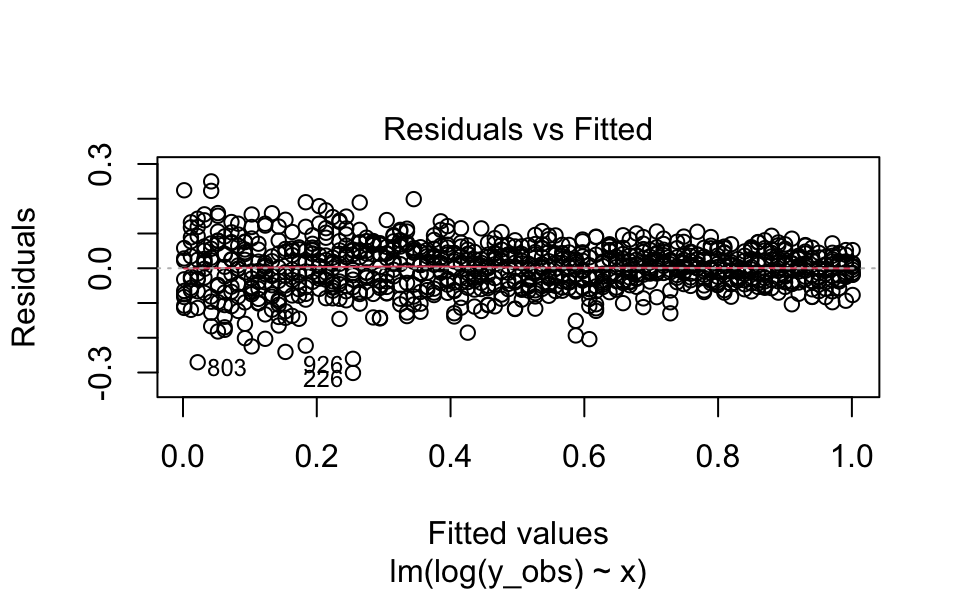 Residuals vs Fitted
Residuals
0.3
0.0
-0.3
803
926
226
0.0 0.2 0.4 0.6 0.8 1.0
Fitted values
lm(log(y_obs) ~ x)